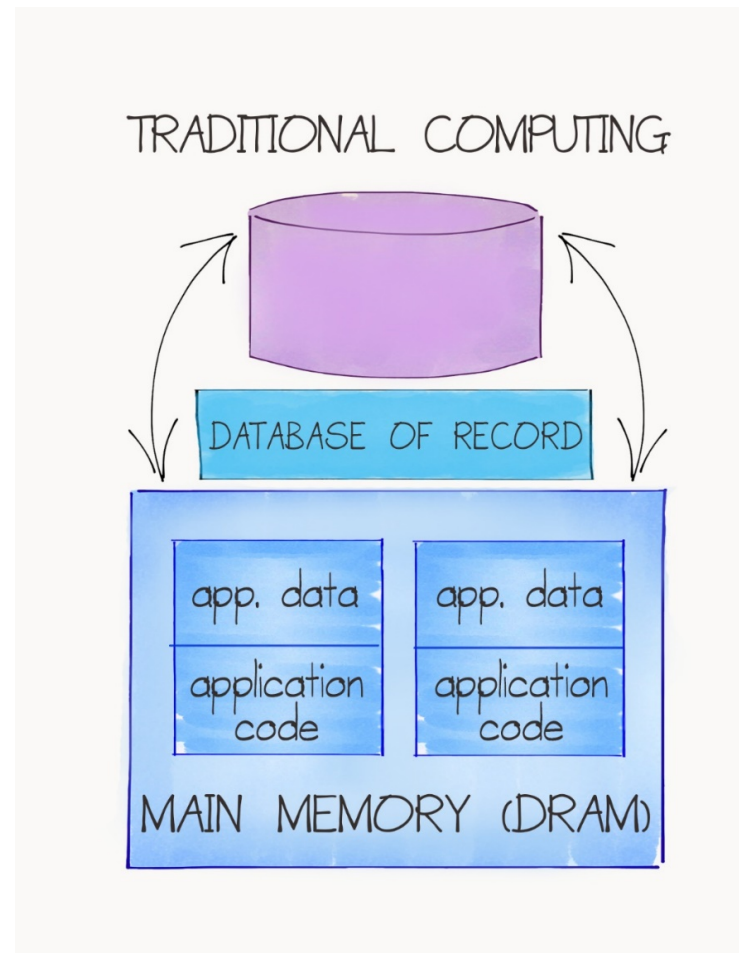 TRADITIONAL COMPUTING
DATABASE OF RECORD
app. data
application
code
app. data
application
code
MAIN MEMORY (DRAM)